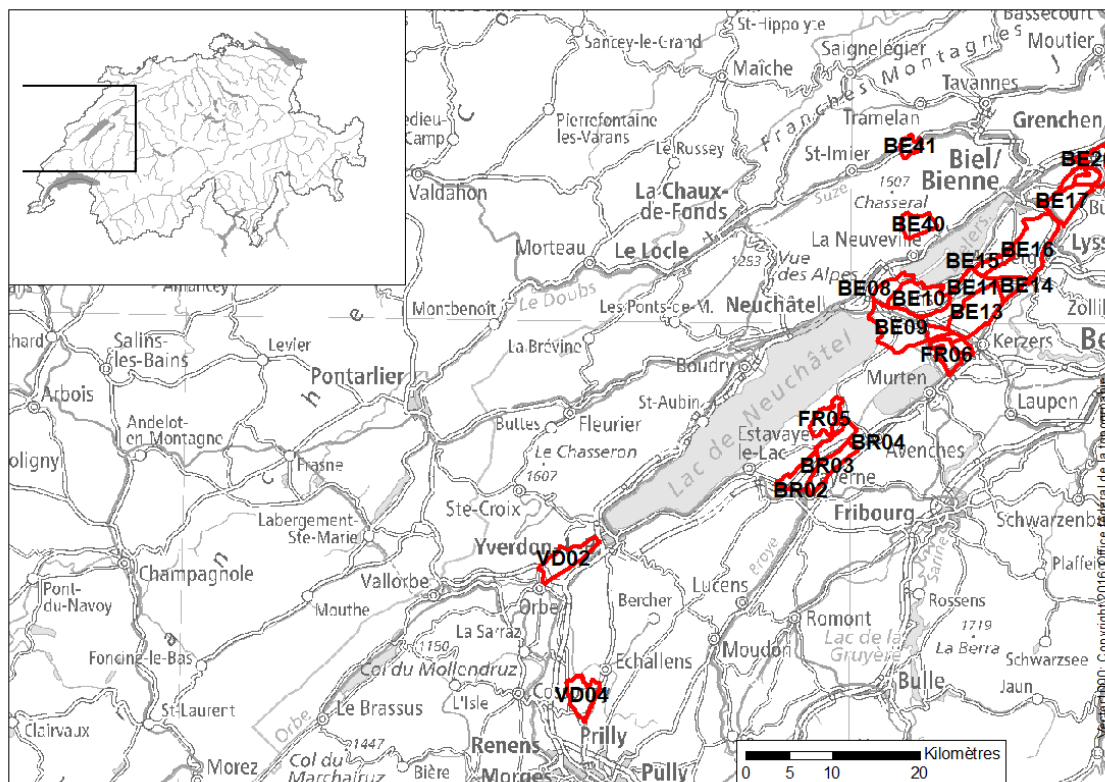 St-Hippolyte
Bassecourt
Sancey-le-Grand
Saignelégier
Moutier
Maîche
Franches Montagnes
Tavannes
Pierrefontaine
les-Varans
Tramelan
Grenchen
Camp
Le Russey
St-Imier
BE41
Biel/
Bienne
Valdahon
La Chaux-
de-Fonds
Suze
1607
Chasseral
BE17
BE40
Morteau
Le Locle
La Neuveville
Lyss
BE16
BE15
1253
Vue
des Alpes
BE08
BE11
BE14
BE10
Le Doubs
Montbenoît
Les Ponts-de-M.
Neuchâtel
BE13
BE09
Salins-
les-Bains
Levier
La Brévine
Kerzers
FR06
Boudry
Pontarlier
Murten
Arbois
Lac de Neuchâtel
Laupen
St-Aubin
Buttes
Fleurier
FR05
Andelot-
en-Montagne
Estavayer-
le-Lac
BR04
Avenches
Le Chasseron
BR03
Frasne
1607
BR02
Ste-Croix
Fribourg
Labergement-
Ste-Marie
Schwarzenb
Yverdon-
VD02
Champagnole
Vallorbe
Lucens
Broye
Saane
Plaffei
Pont-
du-Navoy
Mouthe
Orbe
Bercher
Romont
Rossens
La Sarraz
1150
Lac de la
Gruyère
1719
La Berra
Moudon
Foncine-le-Bas
Col du Mollendruz
Echallens
Schwarzsee
VD04
Bulle
Jaun
St-Laurent
Orbe
Le Brassus
L'Isle
Clairvaux
Prilly
1447
Renens
Col du
Marchairuz
Morez
Bière
Morges
Pully
Kilomètres
0 5 10 20